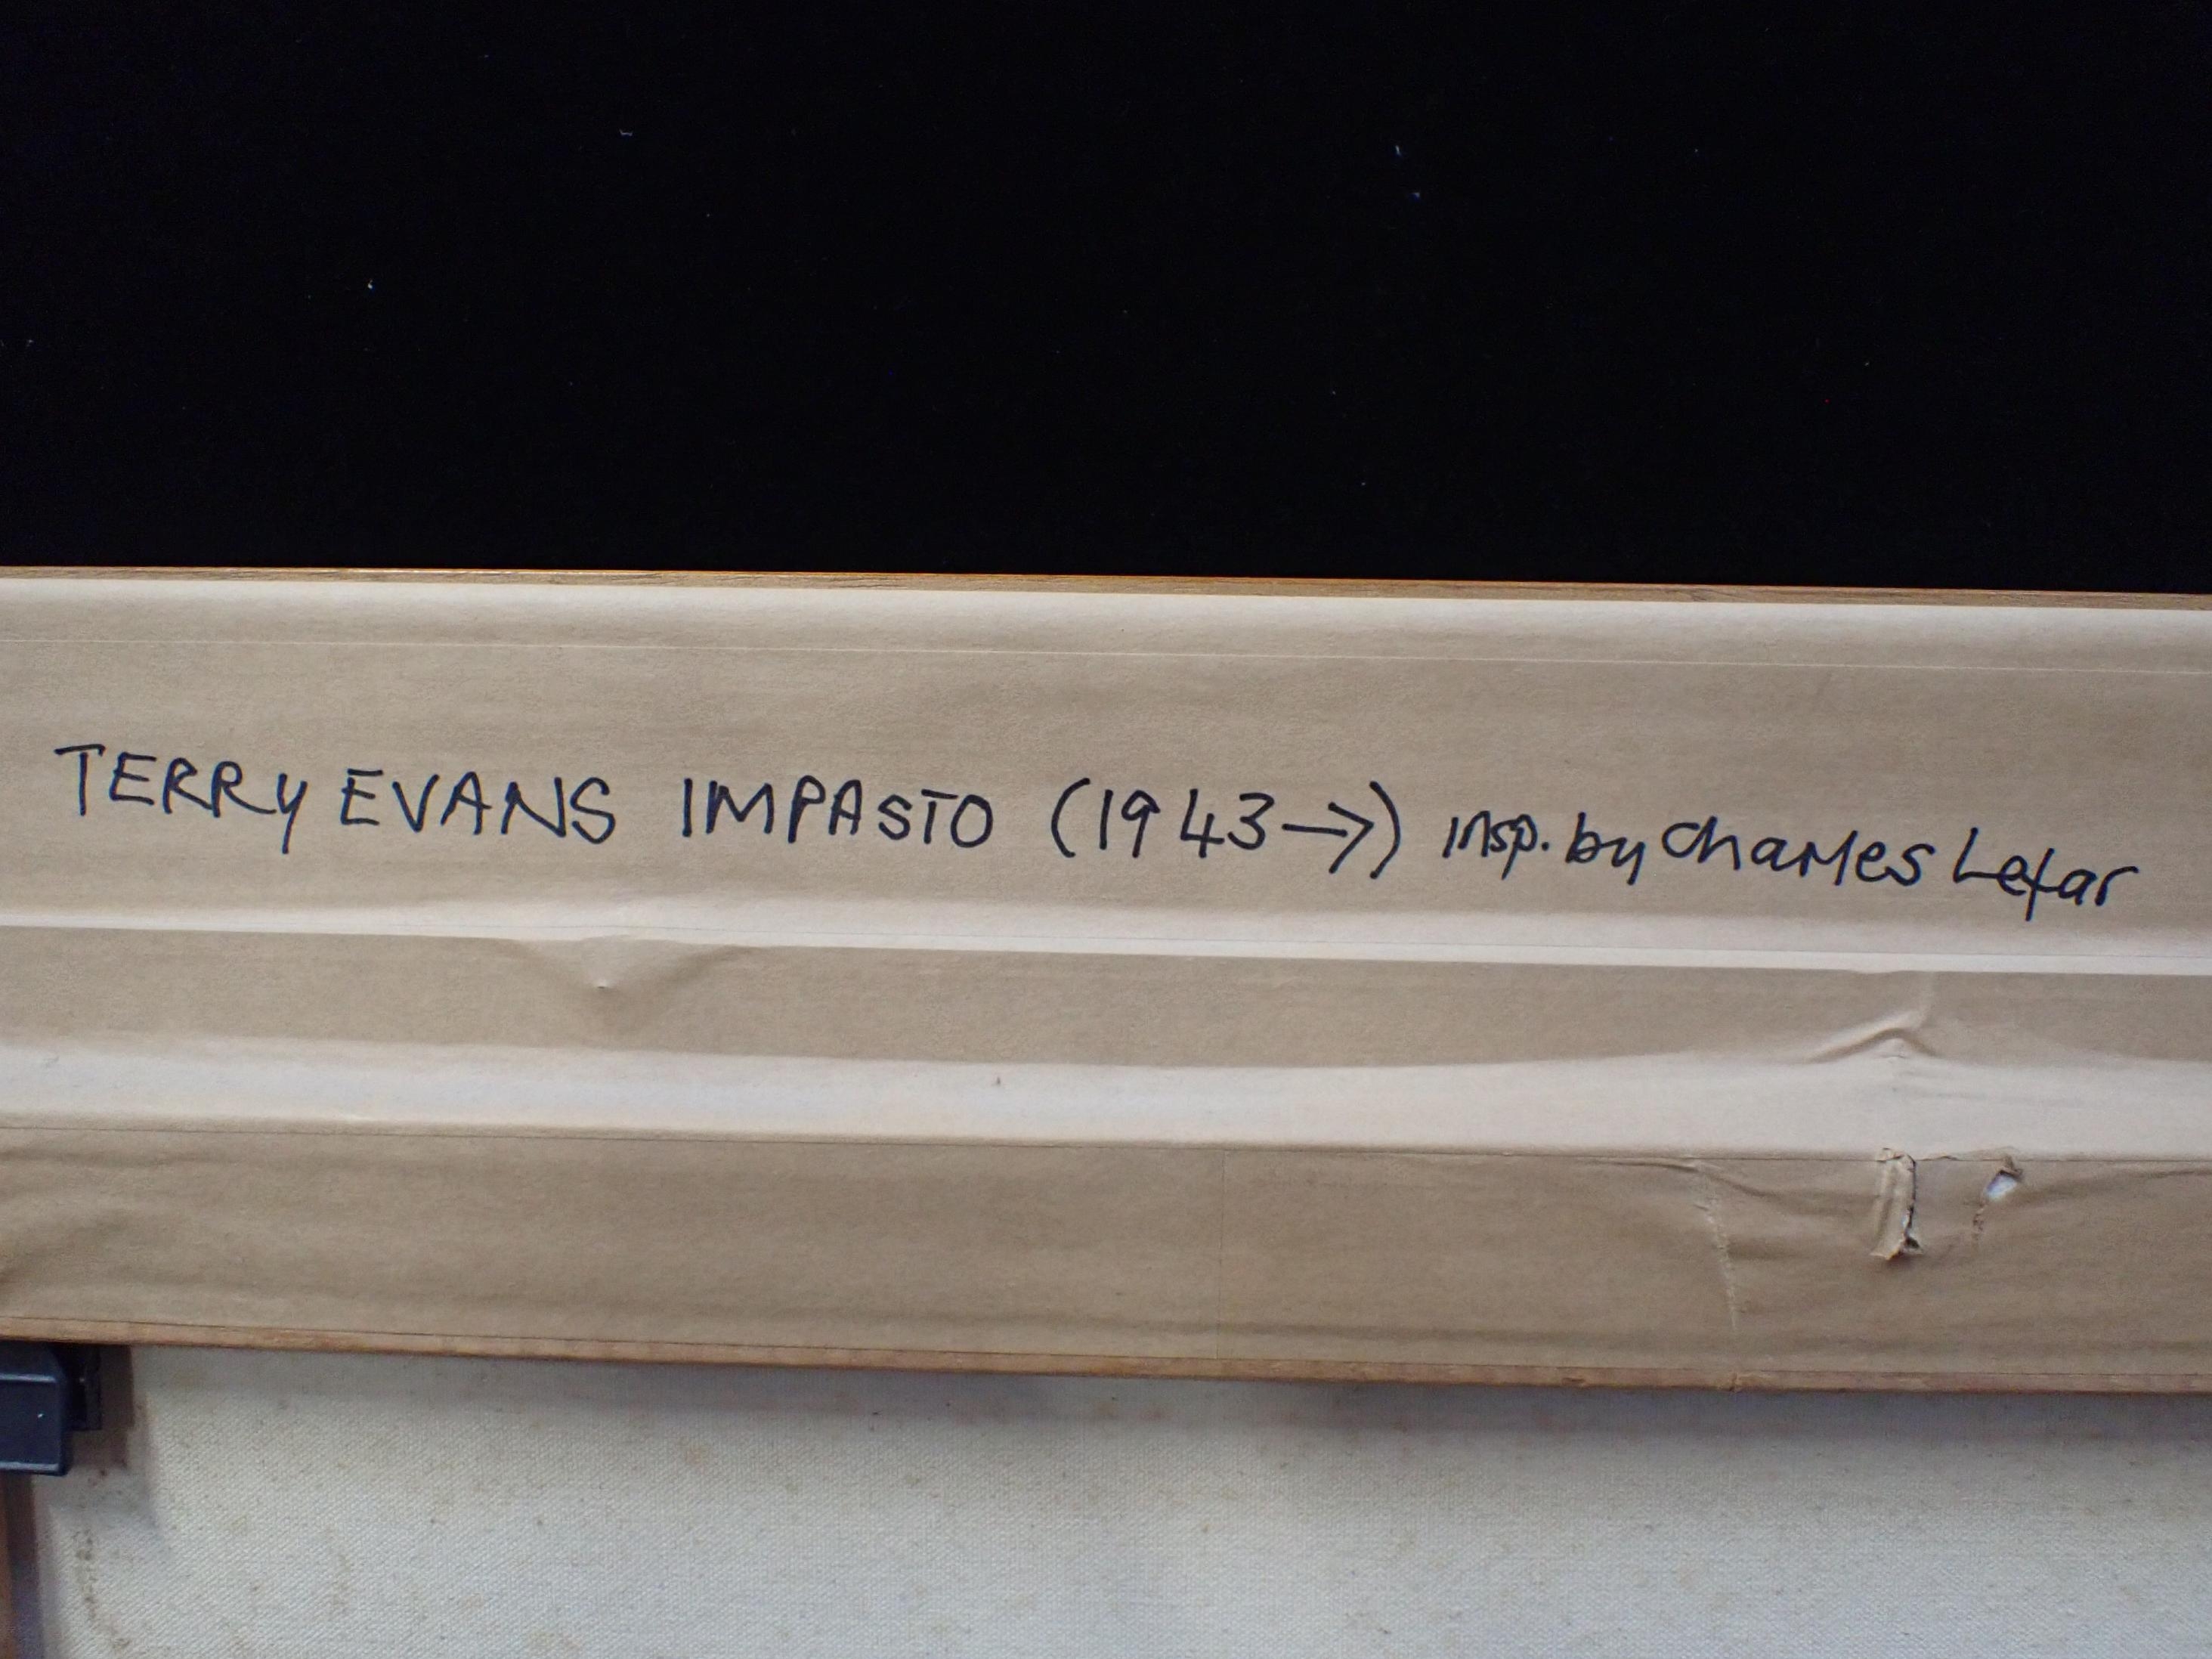 TERRY EVANS IMPASTO (1943→) insp. by Charles Lefar